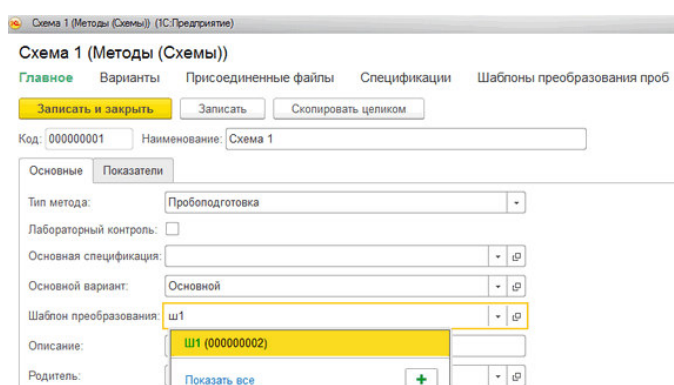 Схема 1 (Методы (Схемы)) (1С:Предприятие)
Схема 1 (Методы (Схемы))
Главное Варианты Присоединенные файлы Спецификации Шаблоны преобразования проб
Записать и закрыть Записать Скопировать целиком
Код: 000000001 Наименование: Схема 1
Основные Показатели
Тип метода: Пробоподготовка
Лабораторный контроль:
Основная спецификация:
Основной вариант: Основной
Шаблон преобразования: ш1
Ш1 (000000002)
Описание:
Родитель: Показать все